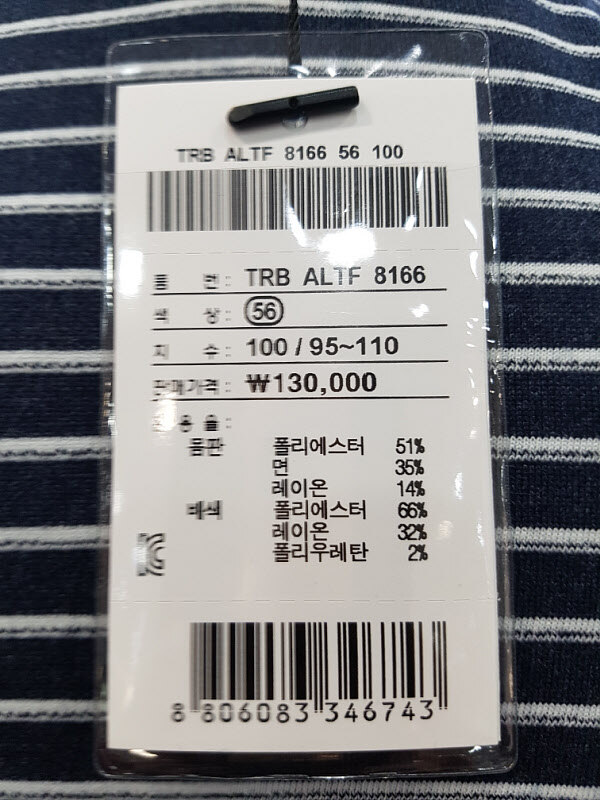 TRB ALTF 8166 56 100
품 번 : TRB ALTF 8166
색 상 : 56
치 수 : 100 / 95~110
판매가격 : ₩130,000
혼 용 율 :
몸판 폴리에스터 51%
면 35%
레이온 14%
배색 폴리에스터 66%
레이온 32%
폴리우레탄 2%
8 806083 346743